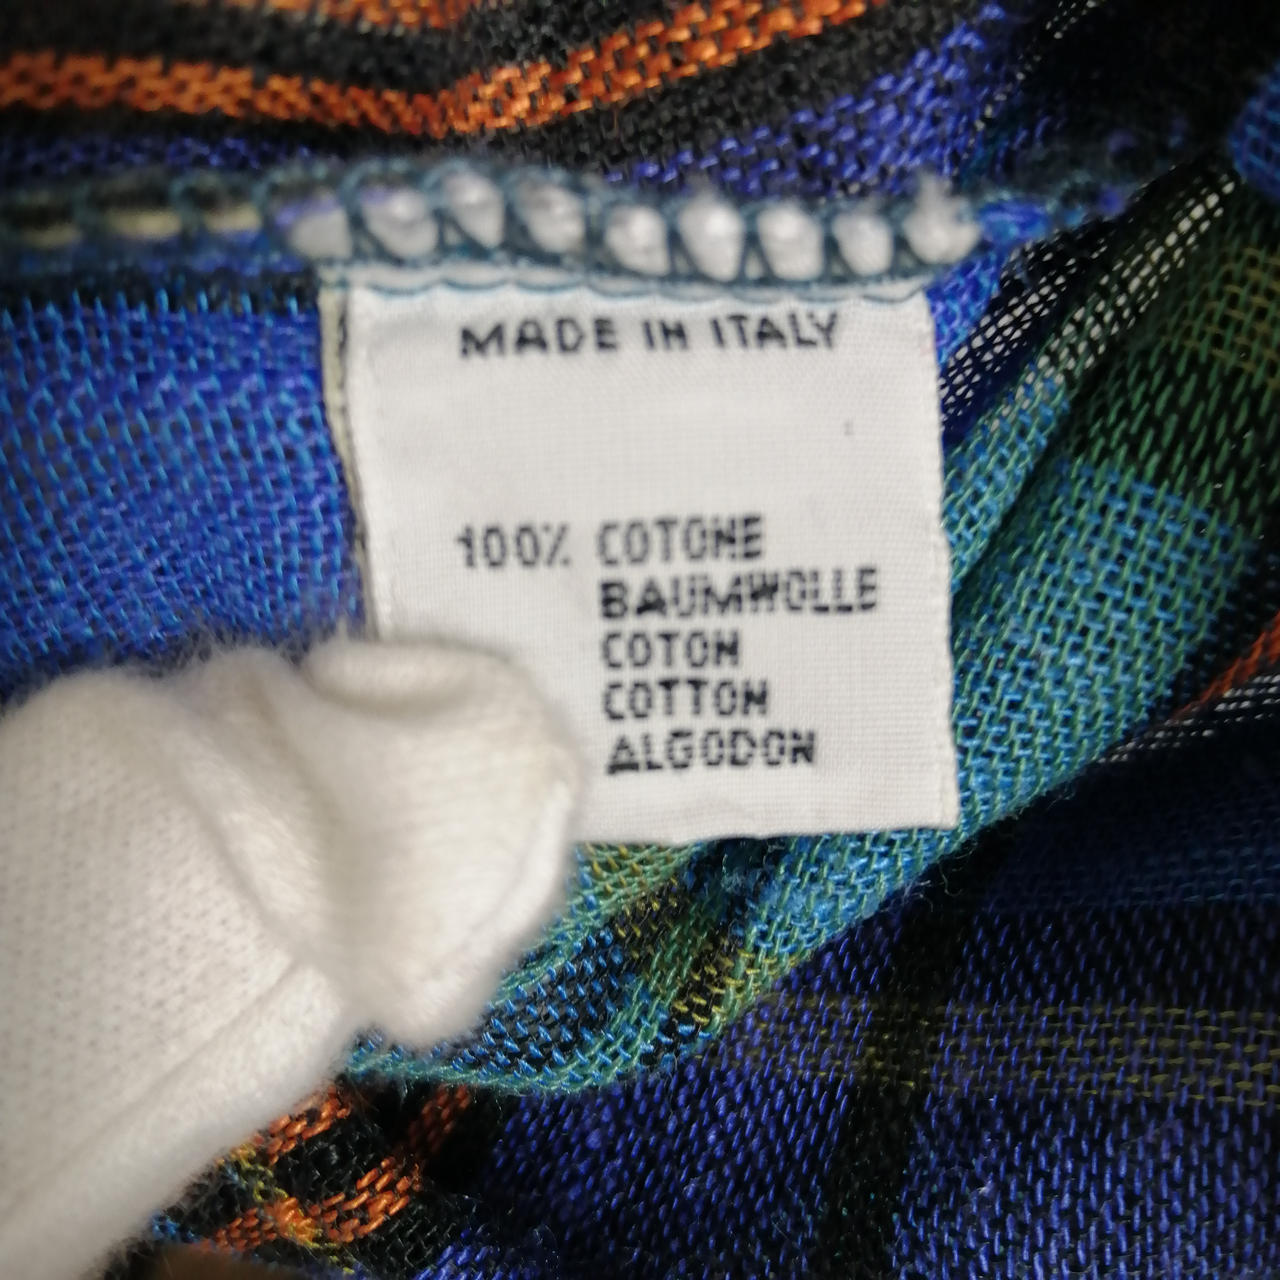 MADE IN ITALY
100% COTONE
BAUMWOLLE
COTON
COTTON
ALGODON